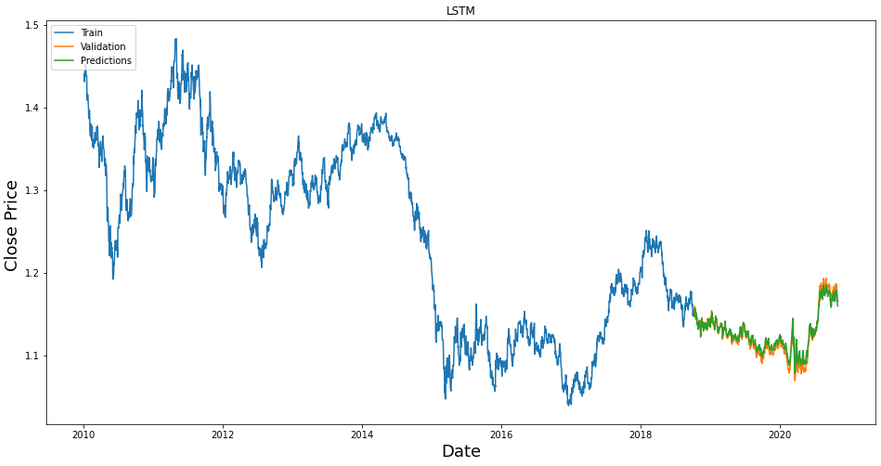 LSTM
Train
Validation
Predictions
1.5
1.4
1.3
1.2
1.1
Close Price
2010
2012
2014
2016
2018
2020
Date